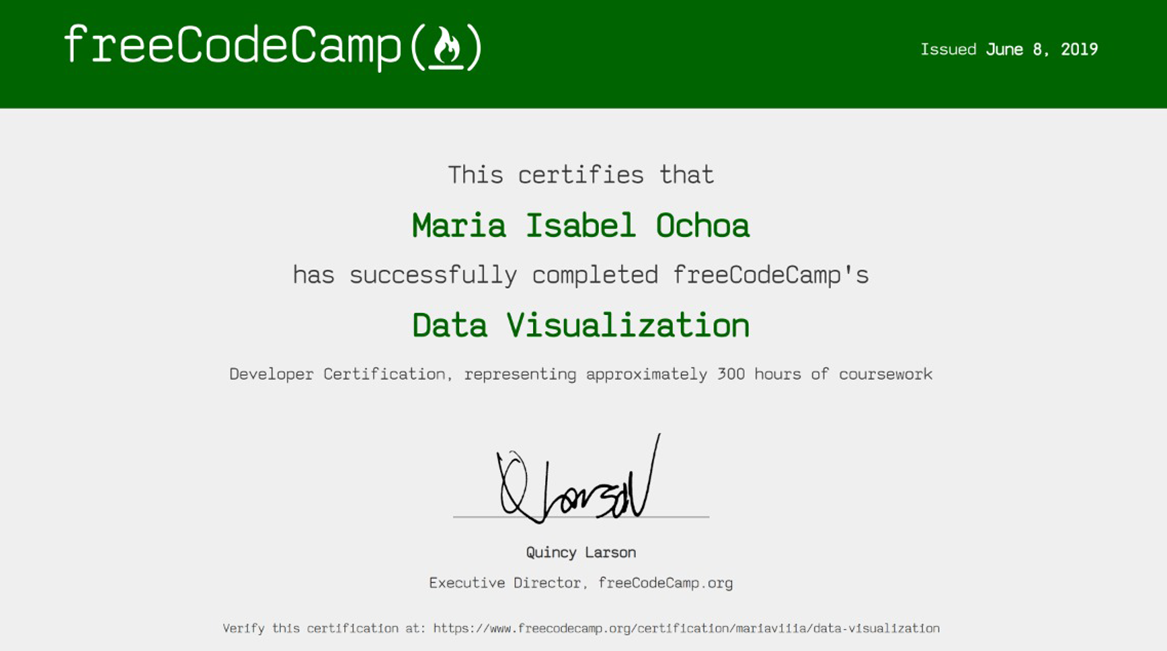 freeCodeCamp(🔥)
Issued June 8, 2019
This certifies that
Maria Isabel Ochoa
has successfully completed freeCodeCamp's
Data Visualization
Developer Certification, representing approximately 300 hours of coursework
Q Larson
Quincy Larson
Executive Director, freeCodeCamp.org
Verify this certification at: https://www.freecodecamp.org/certification/mariaviiia/data-visualization